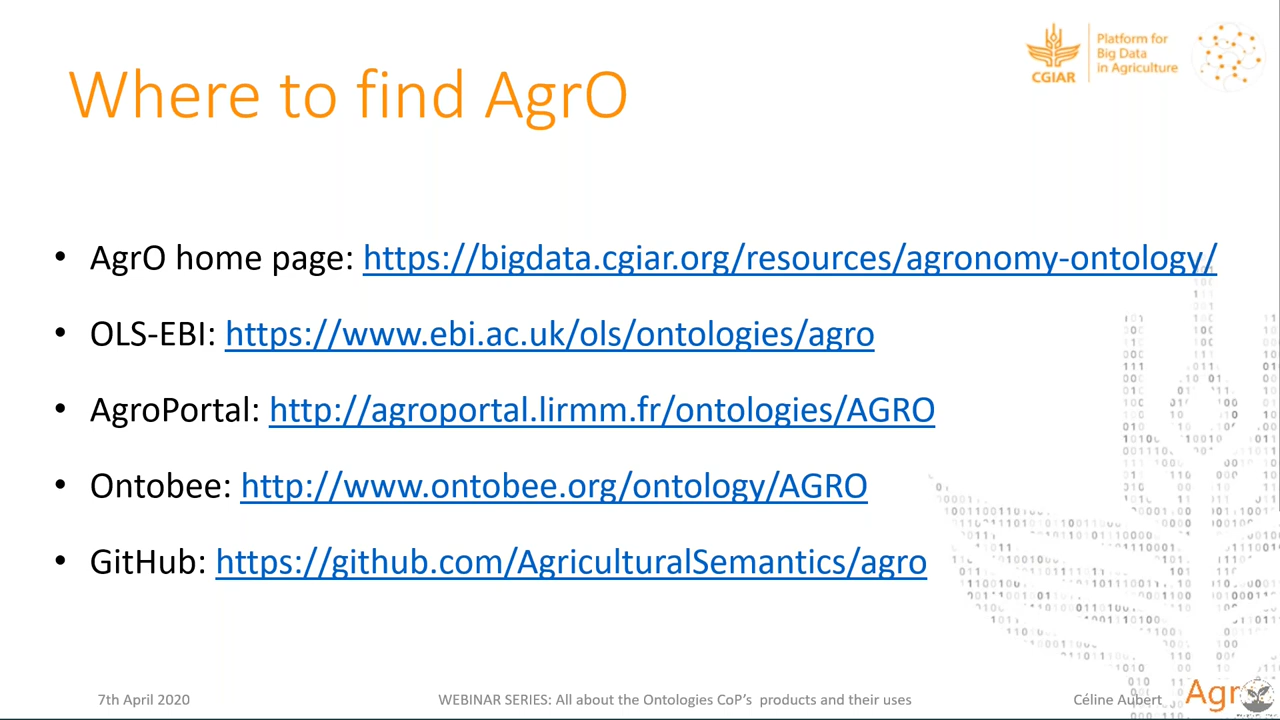 CGIAR
Platform for
Big Data
in Agriculture
Where to find AgrO
• AgrO home page: https://bigdata.cgiar.org/resources/agronomy-ontology/
• OLS-EBI: https://www.ebi.ac.uk/ols/ontologies/agro
• AgroPortal: http://agroportal.lirmm.fr/ontologies/AGRO
• Ontobee: http://www.ontobee.org/ontology/AGRO
• GitHub: https://github.com/AgriculturalSemantics/agro
7th April 2020
WEBINAR SERIES: All about the Ontologies CoP's products and their uses
Céline Aubert